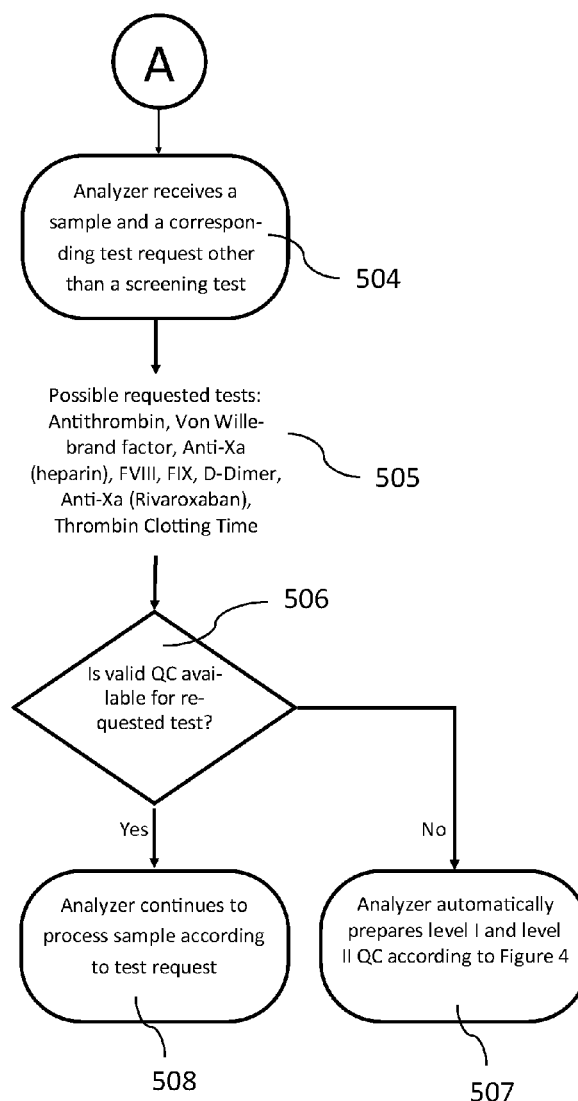 A
Analyzer receives a
sample and a correspon-
ding test request other
than a screening test
504
Possible requested tests:
Antithrombin, Von Wille-
brand factor, Anti-Xa
(heparin), FVIII, FIX, D-Dimer,
Anti-Xa (Rivaroxaban),
Thrombin Clotting Time
505
506
Is valid QC avai-
lable for re-
quested test?
Yes
No
Analyzer continues to
process sample according
to test request
508
Analyzer automatically
prepares level I and level
II QC according to Figure 4
507